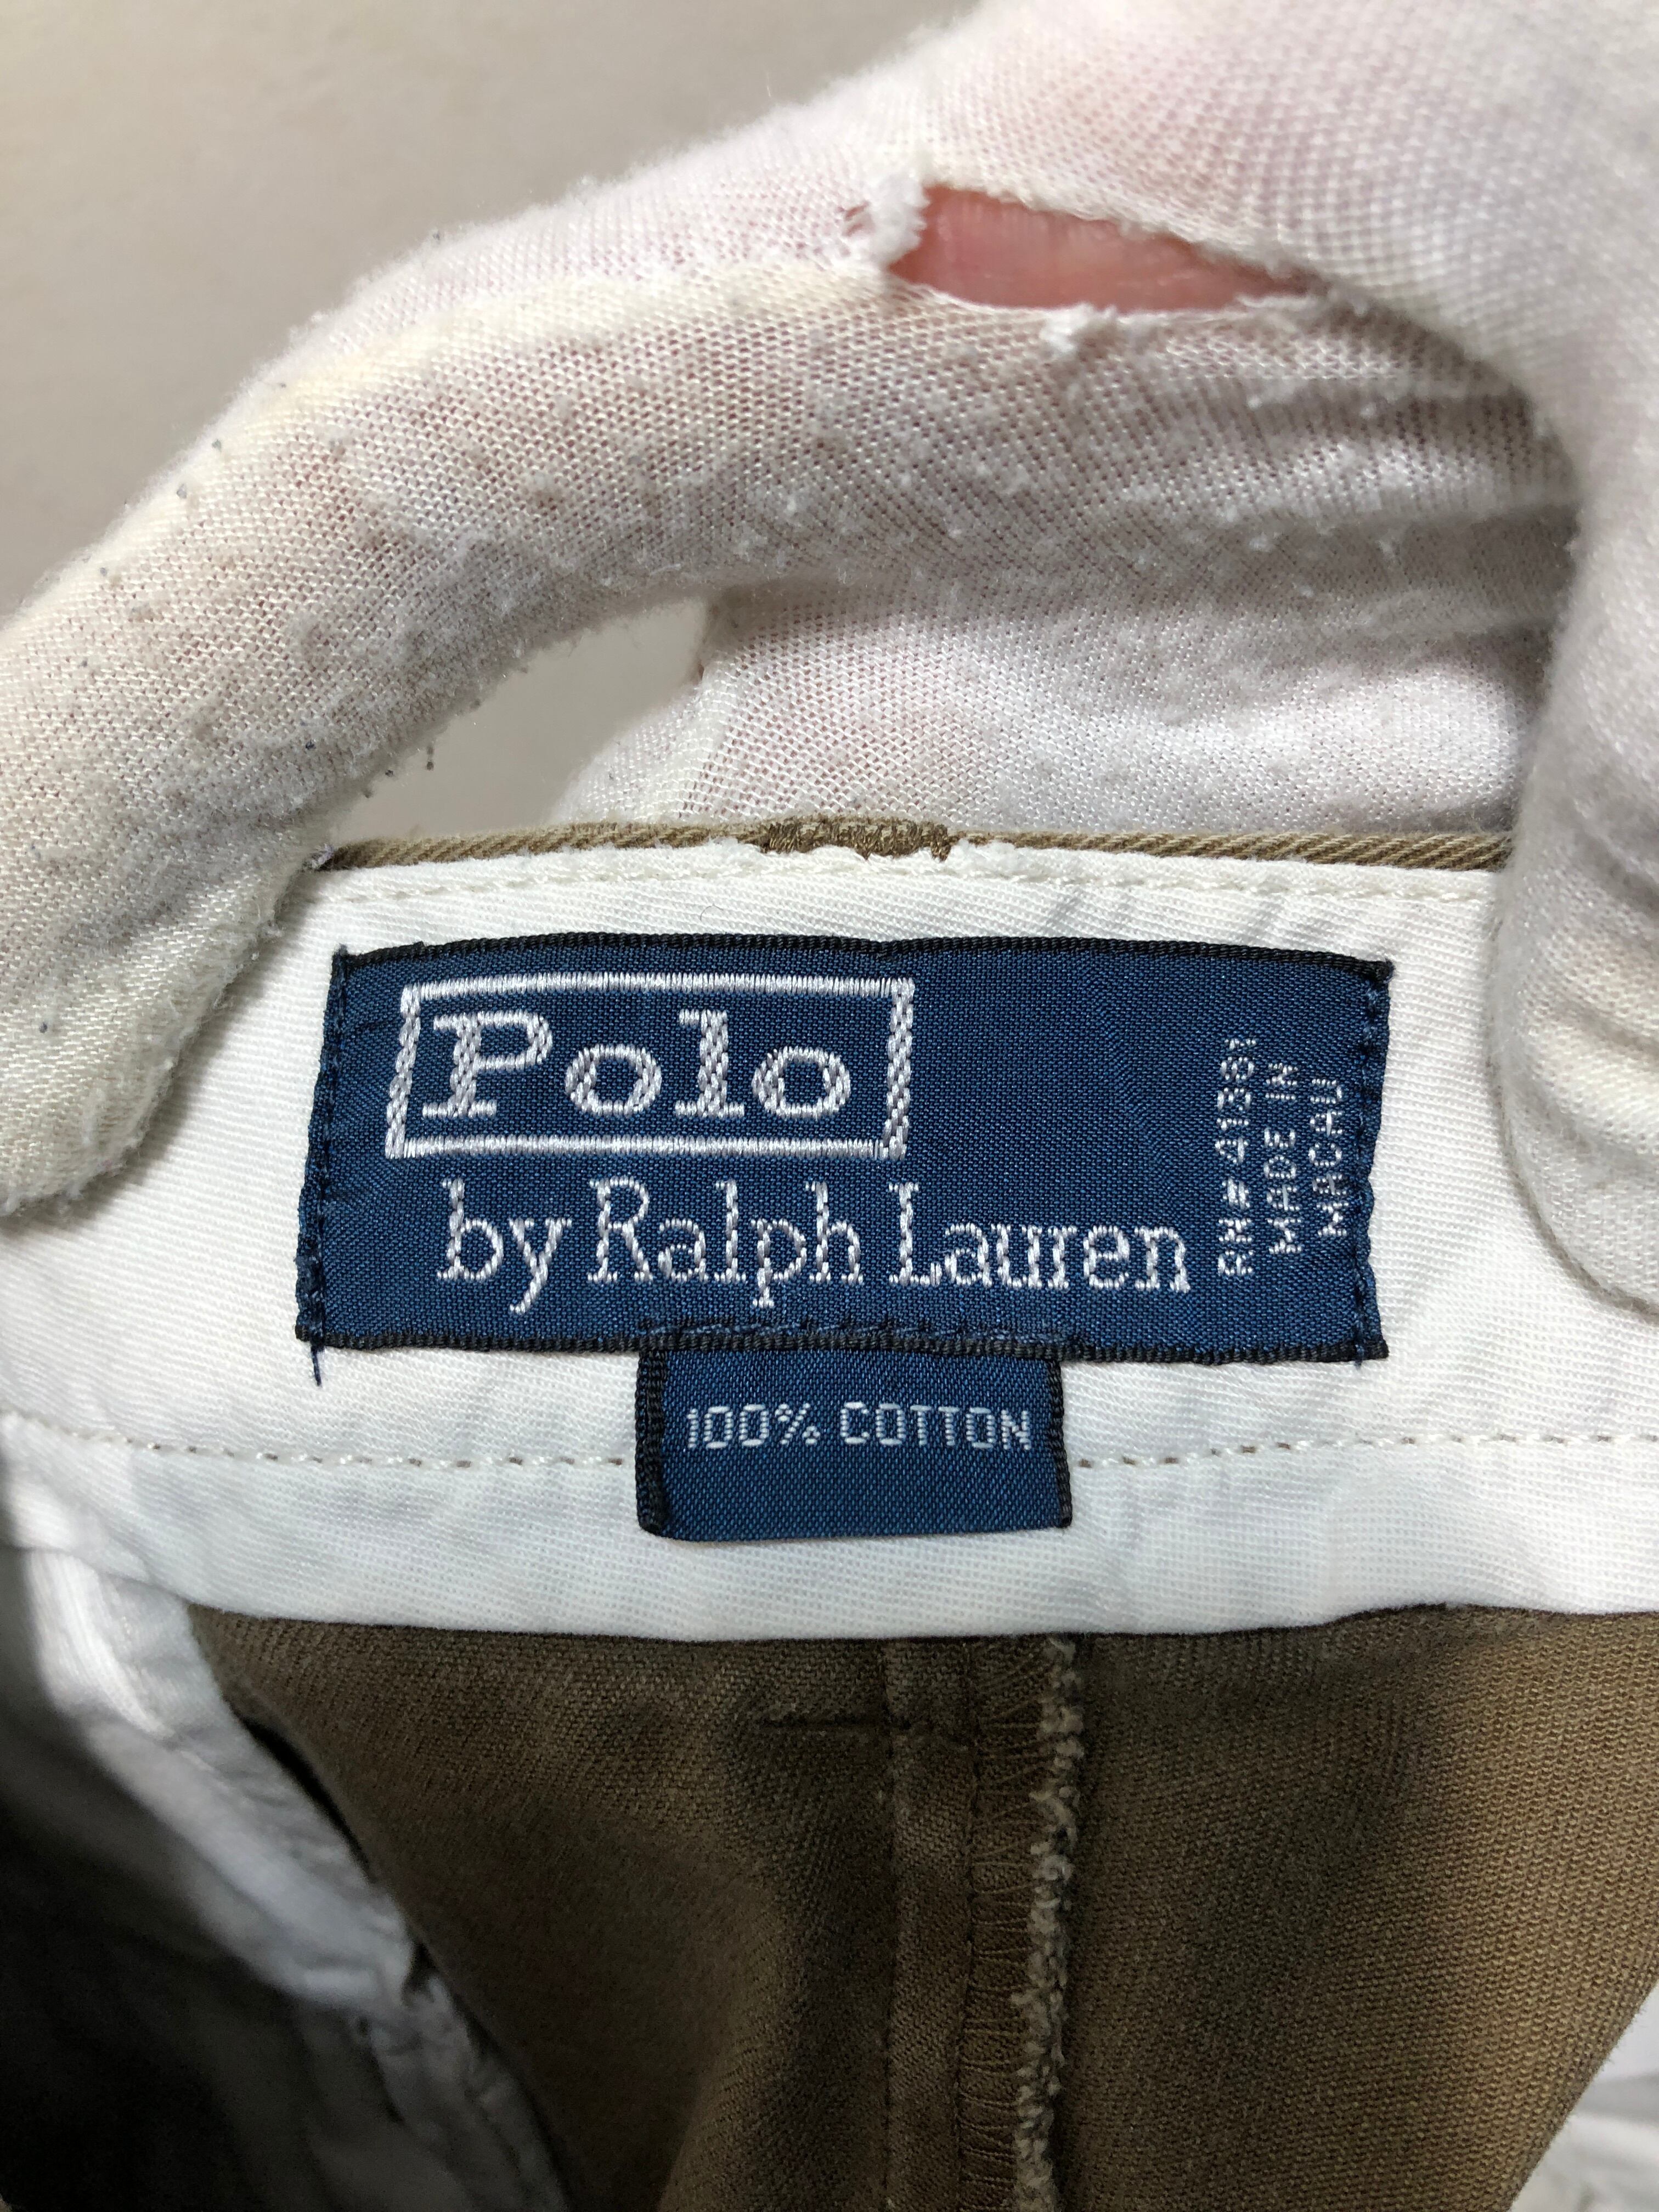 Polo
by Ralph Lauren
RN# 41381
MADE IN
MACAU
100% COTTON